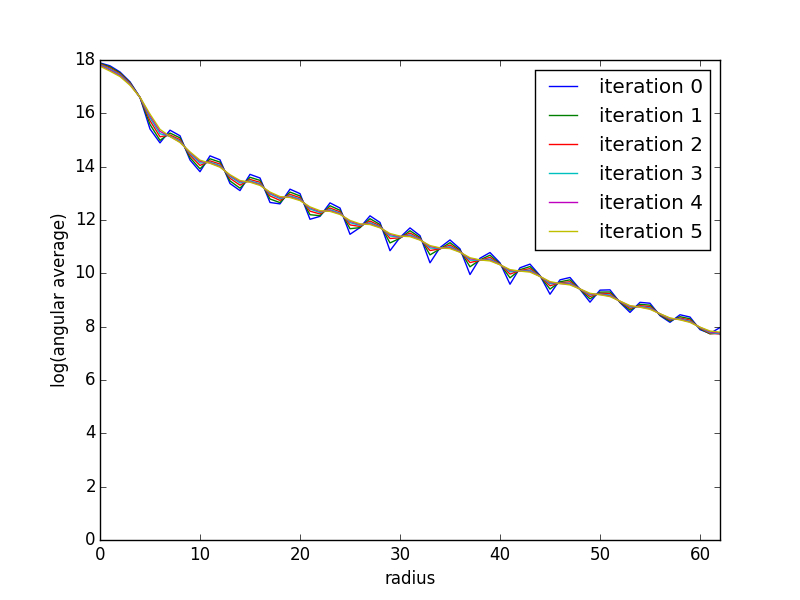 18
16
14
12
10
8
6
4
2
0
log(angular average)
iteration 0
iteration 1
iteration 2
iteration 3
iteration 4
iteration 5
0 10 20 30 40 50 60
radius